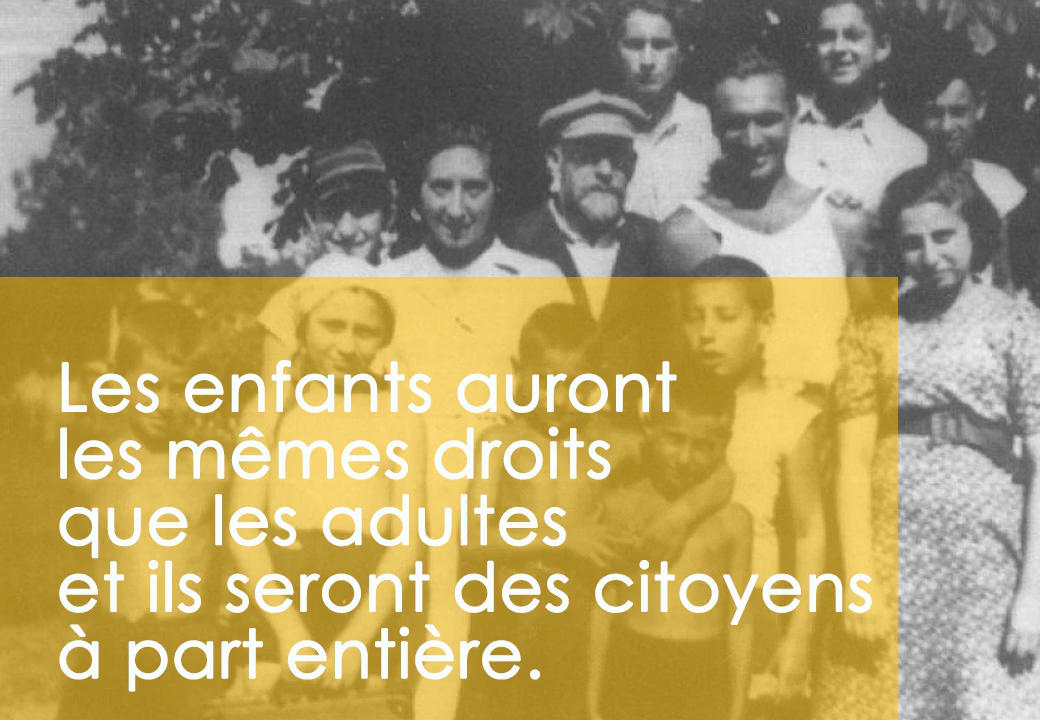 Les enfants auront
les mêmes droits
que les adultes
et ils seront des citoyens
à part entière.